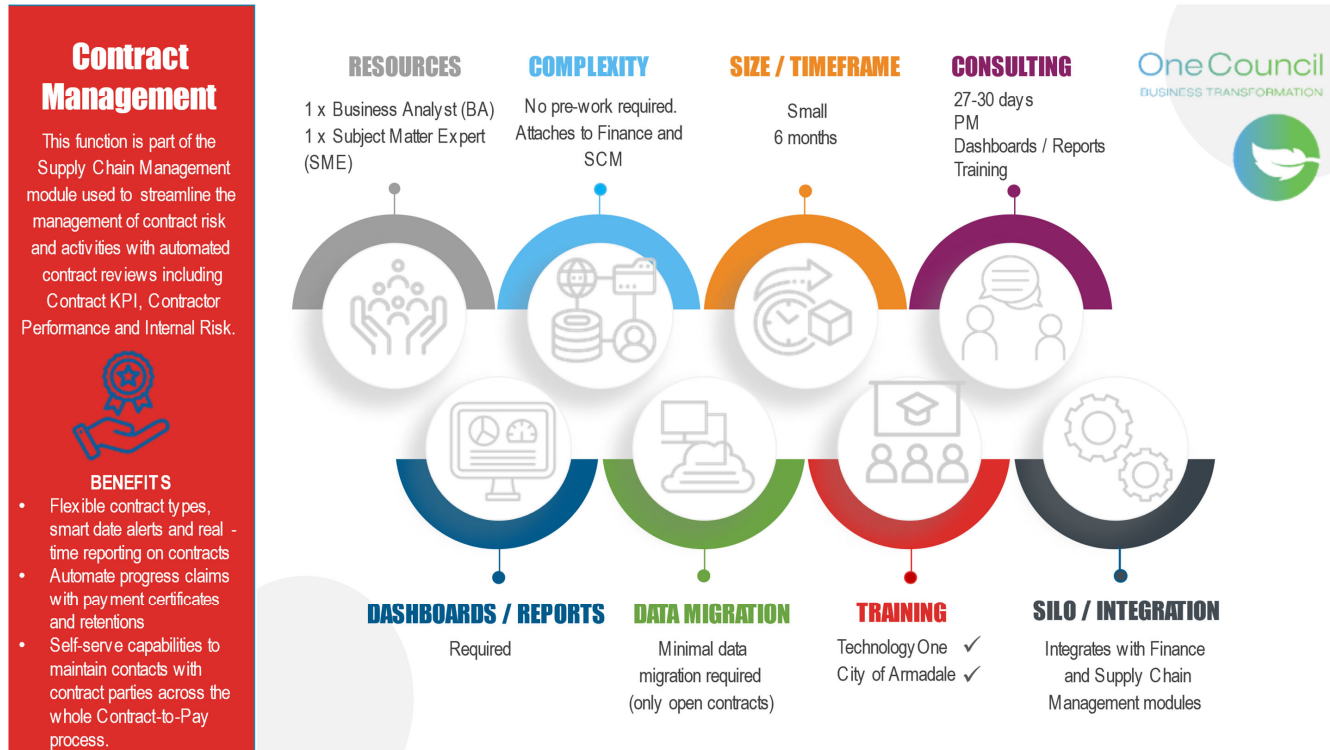 Contract
Management
This function is part of the
Supply Chain Management
module used to streamline the
management of contract risk
and activities with automated
contract reviews including
Contract KPI, Contractor
Performance and Internal Risk.
BENEFITS
• Flexible contract types,
smart date alerts and real -
time reporting on contracts
• Automate progress claims
with payment certificates
and retentions
• Self-serve capabilities to
maintain contacts with
contract parties across the
whole Contract-to-Pay
process.
RESOURCES
1 x Business Analyst (BA)
1 x Subject Matter Expert
(SME)
COMPLEXITY
No pre-work required.
Attaches to Finance and
SCM
SIZE / TIMEFRAME
Small
6 months
CONSULTING
27-30 days
PM
Dashboards / Reports
Training
One Council
BUSINESS TRANSFORMATION
DASHBOARDS / REPORTS
Required
DATA MIGRATION
Minimal data
migration required
(only open contracts)
TRAINING
Technology One ✓
City of Armadale ✓
SILO / INTEGRATION
Integrates with Finance
and Supply Chain
Management modules